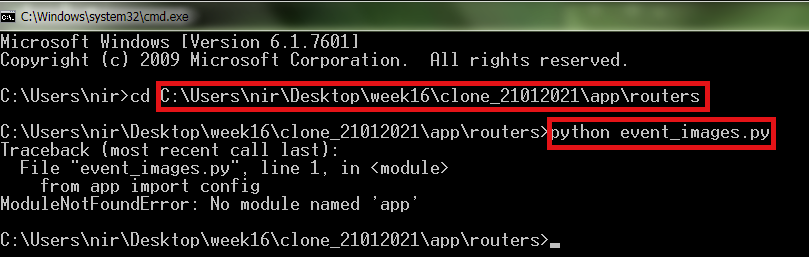 C:\Windows\system32\cmd.exe
Microsoft Windows [Version 6.1.7601]
Copyright (c) 2009 Microsoft Corporation.  All rights reserved.
C:\Users\nir>cd C:\Users\nir\Desktop\week16\clone_21012021\app\routers
C:\Users\nir\Desktop\week16\clone_21012021\app\routers>python event_images.py
Traceback (most recent call last):
  File "event_images.py", line 1, in <module>
    from app import config
ModuleNotFoundError: No module named 'app'
C:\Users\nir\Desktop\week16\clone_21012021\app\routers>_